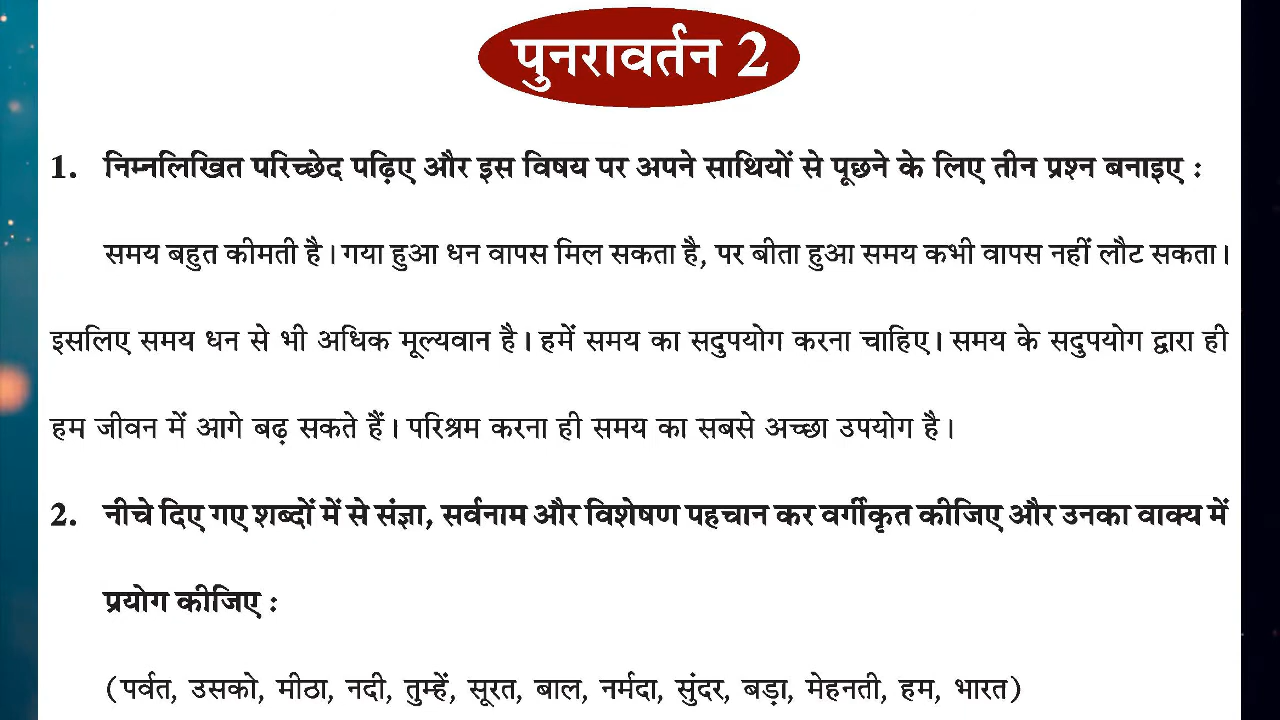 पुनरावर्तन 2
1. निम्नलिखित परिच्छेद पढ़िए और इस विषय पर अपने साथियों से पूछने के लिए तीन प्रश्न बनाइए :
समय बहुत कीमती है। गया हुआ धन वापस मिल सकता है, पर बीता हुआ समय कभी वापस नहीं लौट सकता।
इसलिए समय धन से भी अधिक मूल्यवान है। हमें समय का सदुपयोग करना चाहिए। समय के सदुपयोग द्वारा ही
हम जीवन में आगे बढ़ सकते हैं। परिश्रम करना ही समय का सबसे अच्छा उपयोग है।
2. नीचे दिए गए शब्दों में से संज्ञा, सर्वनाम और विशेषण पहचान कर वर्गीकृत कीजिए और उनका वाक्य में
प्रयोग कीजिए :
(पर्वत, उसको, मीठा, नदी, तुम्हें, सूरत, बाल, नर्मदा, सुंदर, बड़ा, मेहनती, हम, भारत)